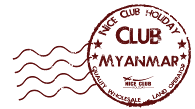 NICE CLUB HOLIDAY
CLUB
MYANMAR
NICE CLUB
QUALITY WHOLESALE LAND OPERATOR